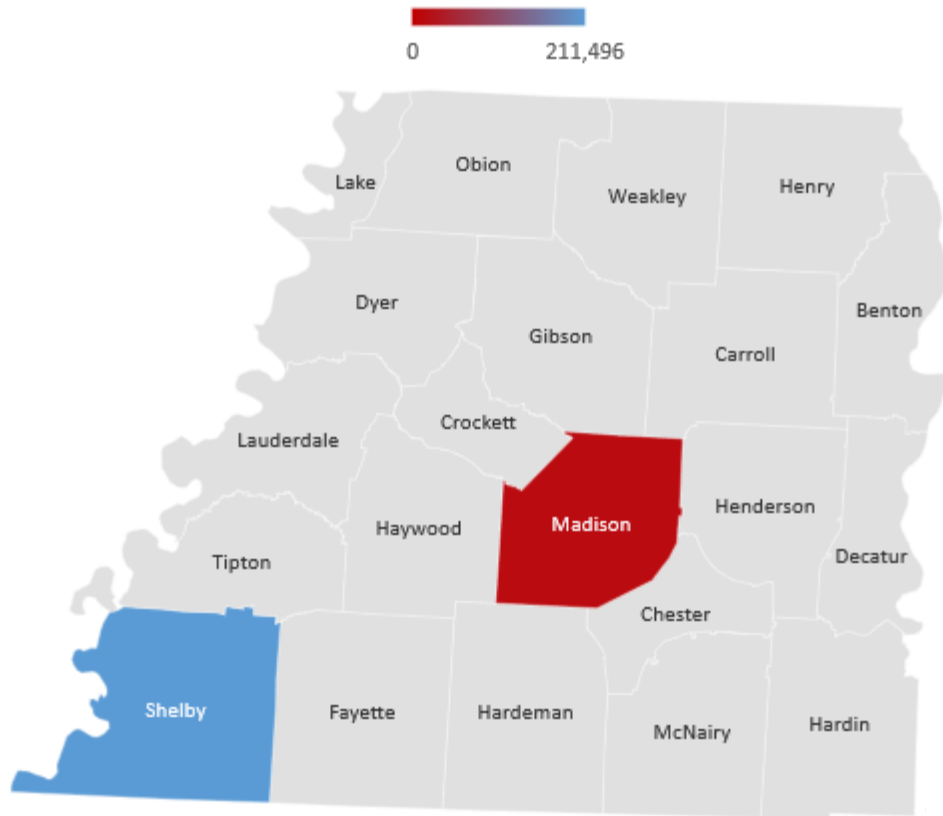 0 211,496
Obion
Lake
Henry
Weakley
Dyer
Benton
Gibson
Carroll
Crockett
Lauderdale
Henderson
Madison
Haywood
Decatur
Tipton
Chester
Shelby
Fayette
Hardeman
Hardin
McNairy